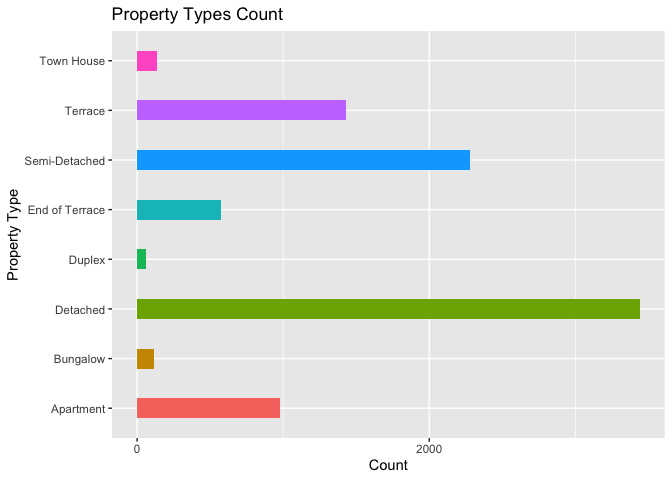 Property Types Count
Property Type
Town House
Terrace
Semi-Detached
End of Terrace
Duplex
Detached
Bungalow
Apartment
0 2000
Count